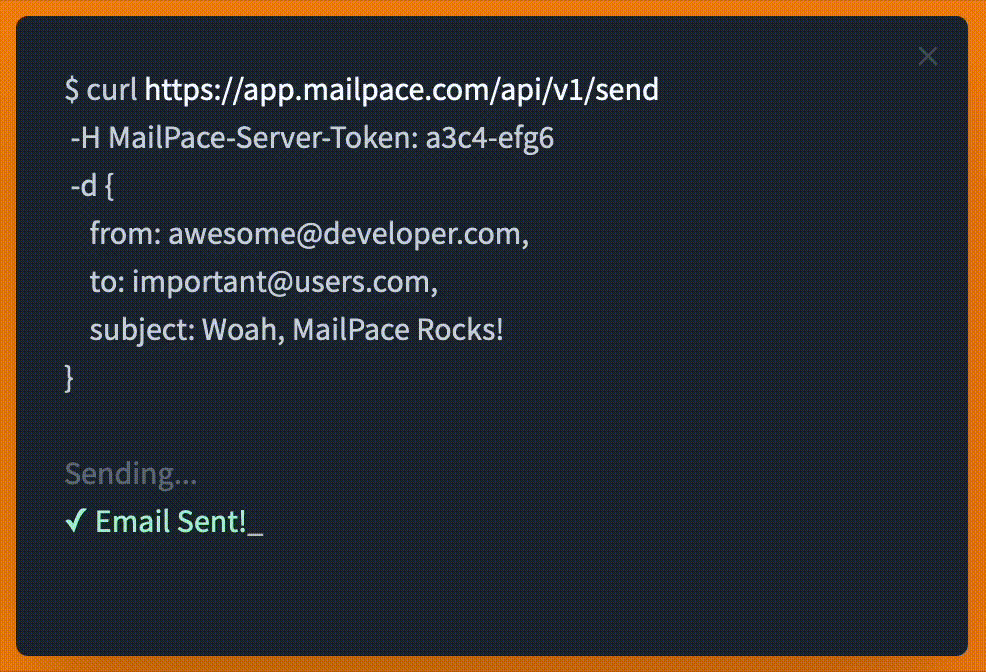 $ curl https://app.mailpace.com/api/v1/send
-H MailPace-Server-Token: a3c4-efg6
-d {
from: awesome@developer.com,
to: important@users.com,
subject: Woah, MailPace Rocks!
}
Sending...
✓ Email Sent!_